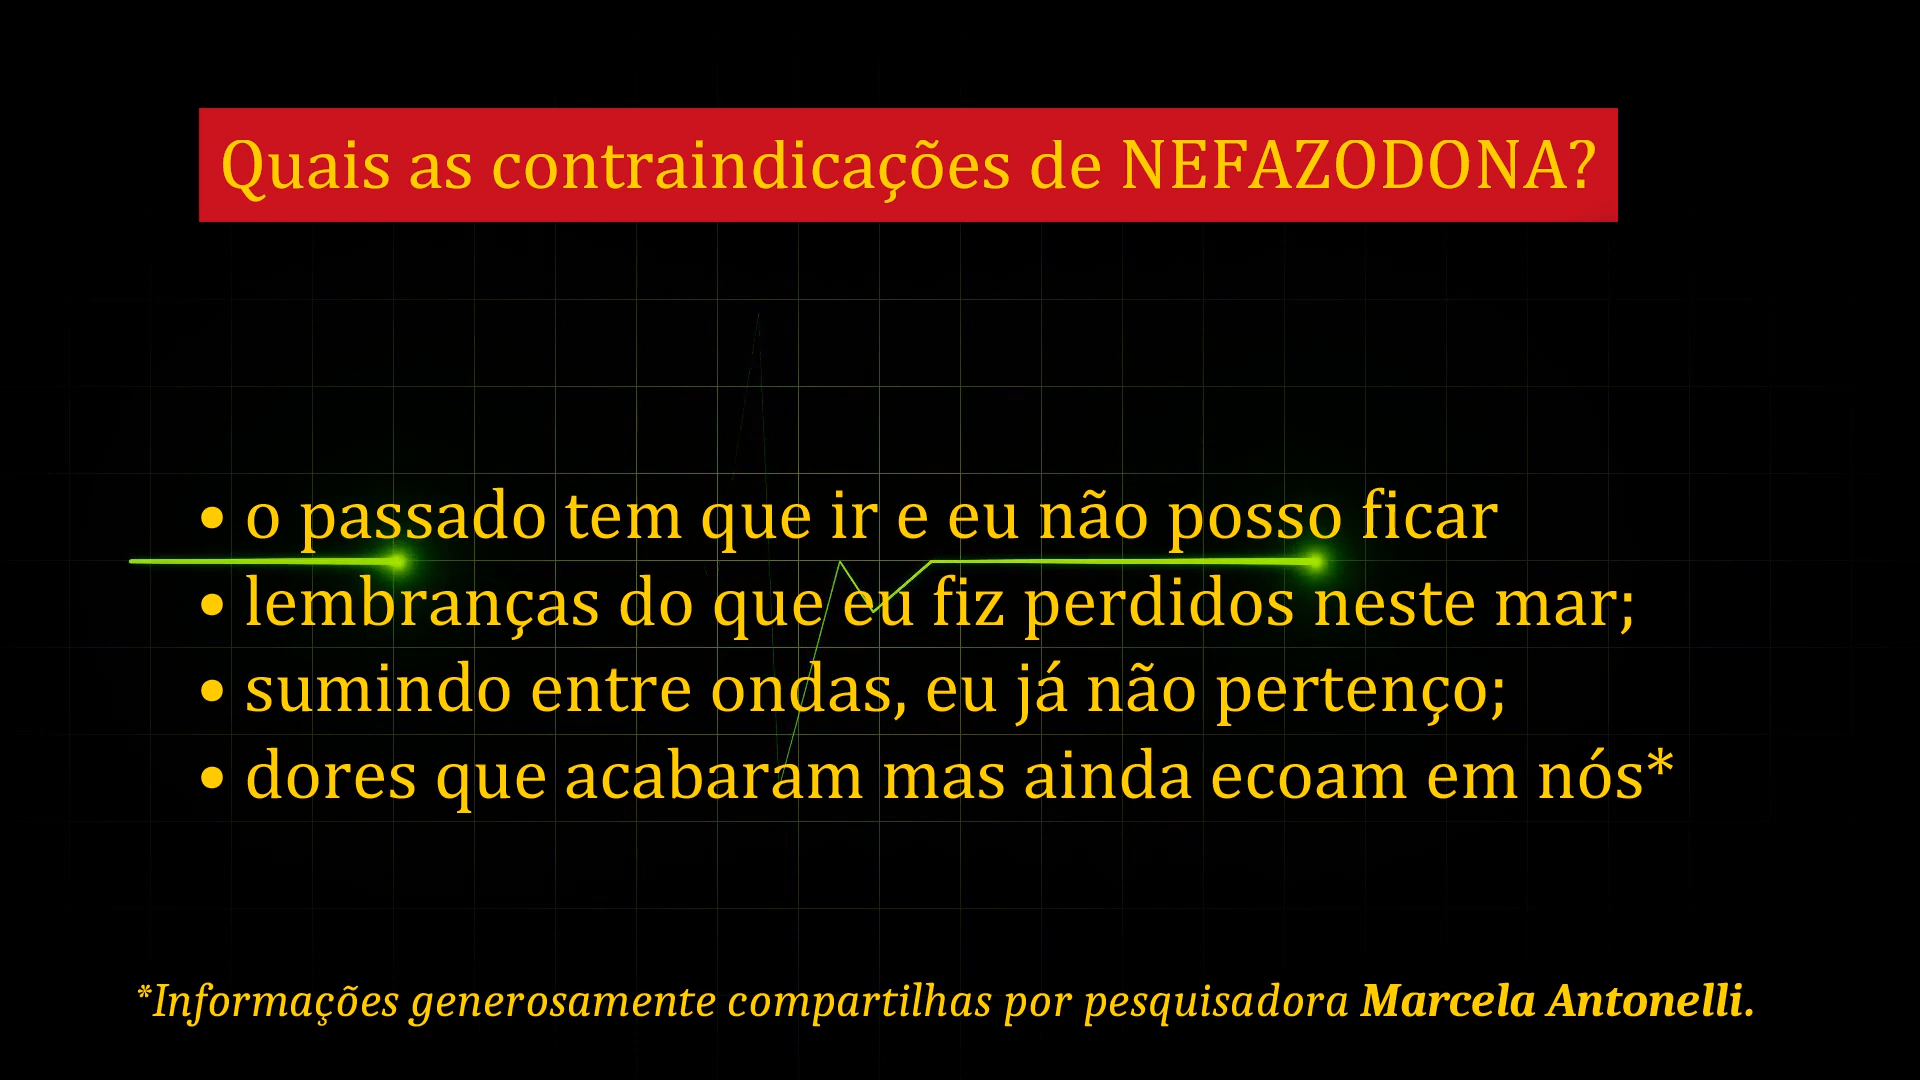 Quais as contraindicações de NEFAZODONA?
• o passado tem que ir e eu não posso ficar
• lembranças do que eu fiz perdidos neste mar;
• sumindo entre ondas, eu já não pertenço;
• dores que acabaram mas ainda ecoam em nós*
*Informações generosamente compartilhas por pesquisadora Marcela Antonelli.